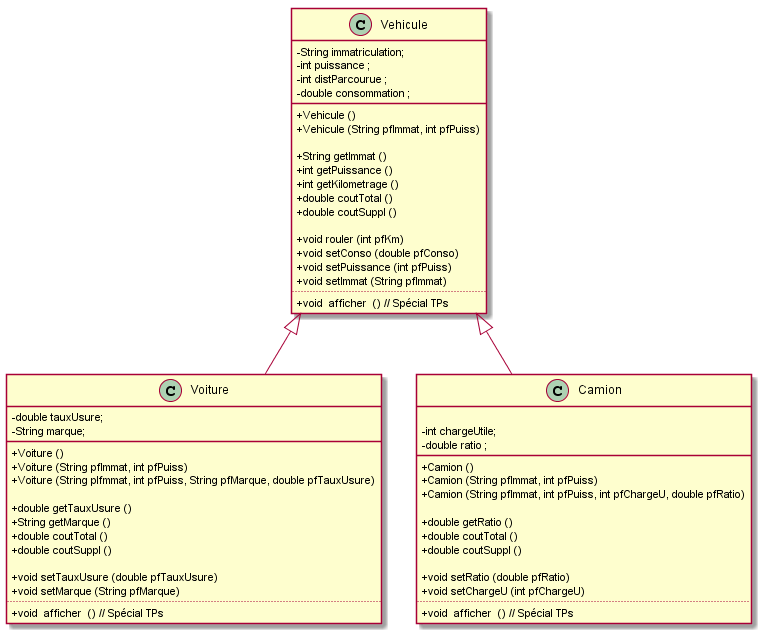 C Vehicule
-String immatriculation;
-int puissance ;
-int distParcourue ;
-double consommation ;
+Vehicule ()
+Vehicule (String pfImmat, int pfPuiss)
+String getImmat ()
+int getPuissance ()
+int getKilometrage ()
+double coutTotal ()
+double coutSuppl ()
+void rouler (int pfKm)
+void setConso (double pfConso)
+void setPuissance (int pfPuiss)
+void setImmat (String pfImmat)
+void afficher () // Spécial TPs
C Voiture
-double tauxUsure;
-String marque;
+Voiture ()
+Voiture (String pfImmat, int pfPuiss)
+Voiture (String pIfmmat, int pfPuiss, String pfMarque, double pfTauxUsure)
+double getTauxUsure ()
+String getMarque ()
+double coutTotal ()
+double coutSuppl ()
+void setTauxUsure (double pfTauxUsure)
+void setMarque (String pfMarque)
+void afficher () // Spécial TPs
C Camion
-int chargeUtile;
-double ratio ;
+Camion ()
+Camion (String pfImmat, int pfPuiss)
+Camion (String pfImmat, int pfPuiss, int pfChargeU, double pfRatio)
+double getRatio ()
+double coutTotal ()
+double coutSuppl ()
+void setRatio (double pfRatio)
+void setChargeU (int pfChargeU)
+void afficher () // Spécial TPs